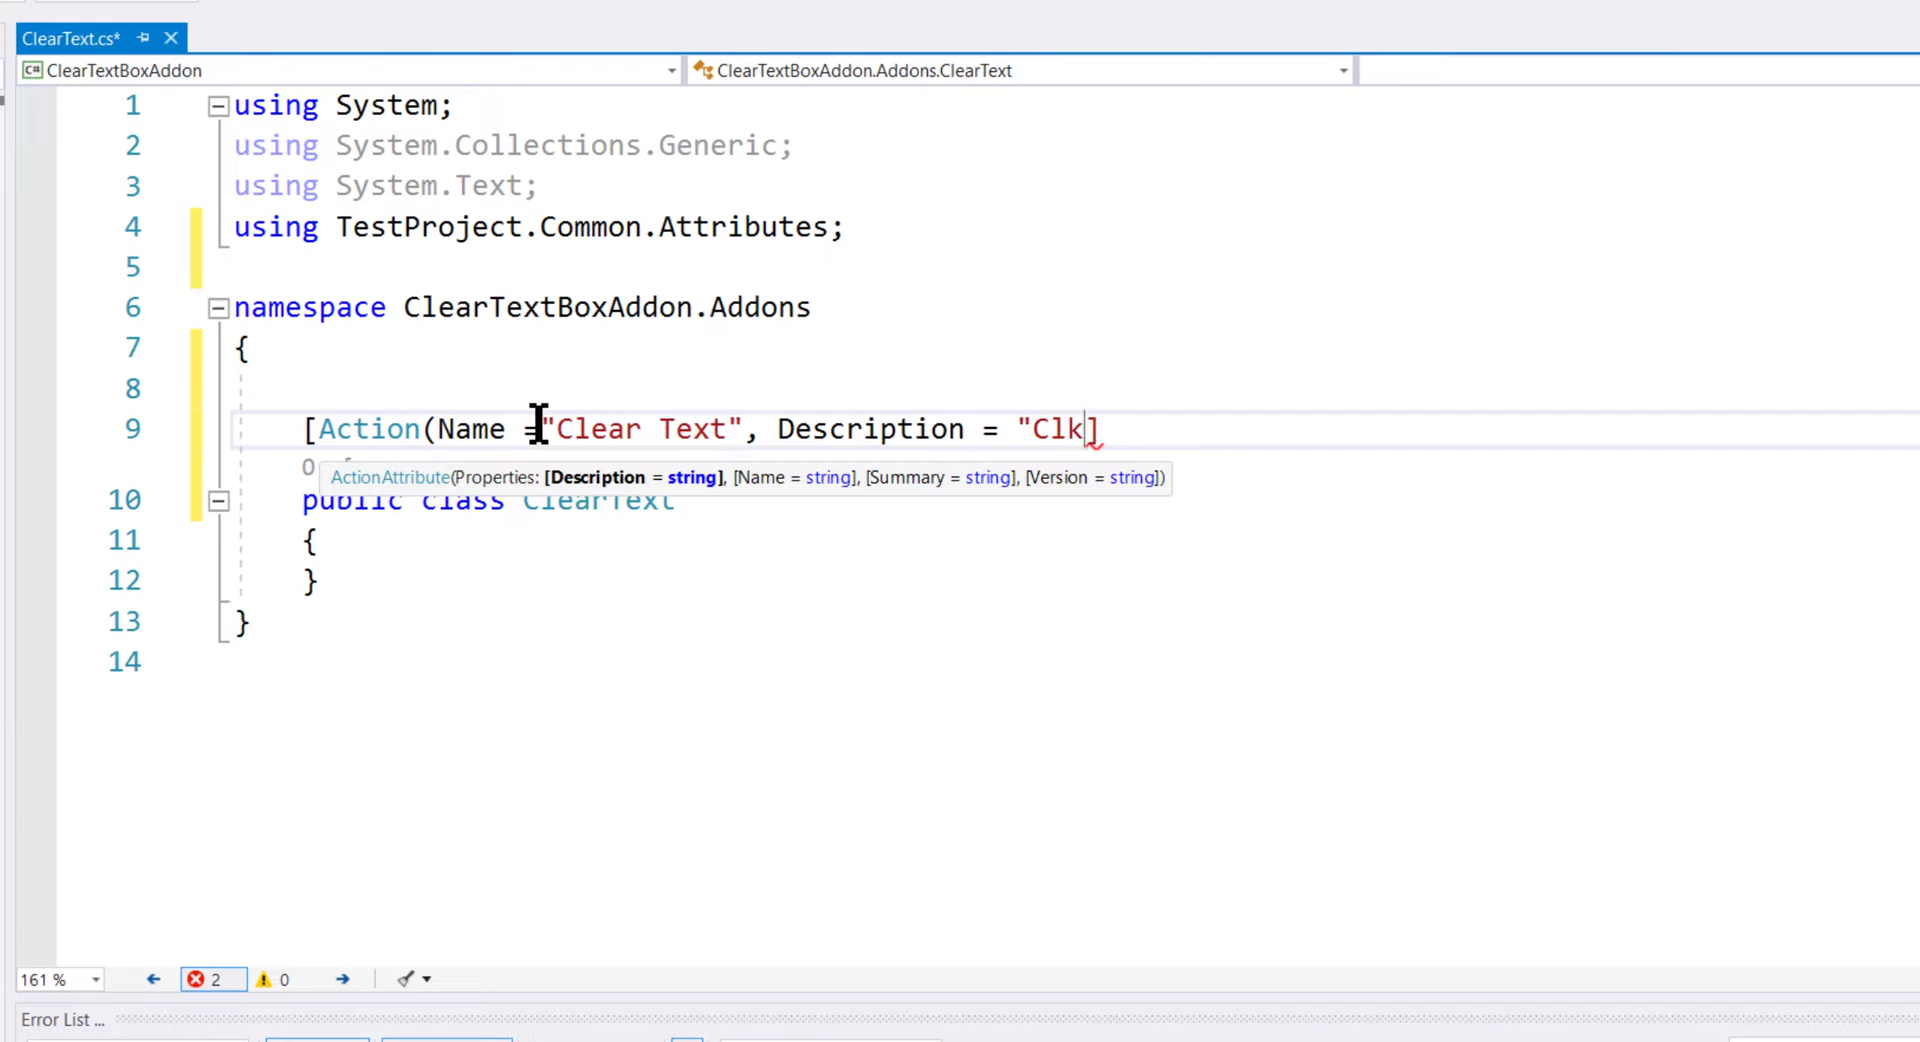 ClearText.cs*
ClearTextBoxAddon ClearTextBoxAddon.Addons.ClearText
1 using System;
2 using System.Collections.Generic;
3 using System.Text;
4 using TestProject.Common.Attributes;
5
6 namespace ClearTextBoxAddon.Addons
7 {
8
9 [Action(Name ="Clear Text", Description = "Clk]
0
ActionAttribute(Properties: [Description = string], [Name = string], [Summary = string], [Version = string])
10 public class ClearText
11 {
12 }
13 }
14
161 % 2 0
Error List ...